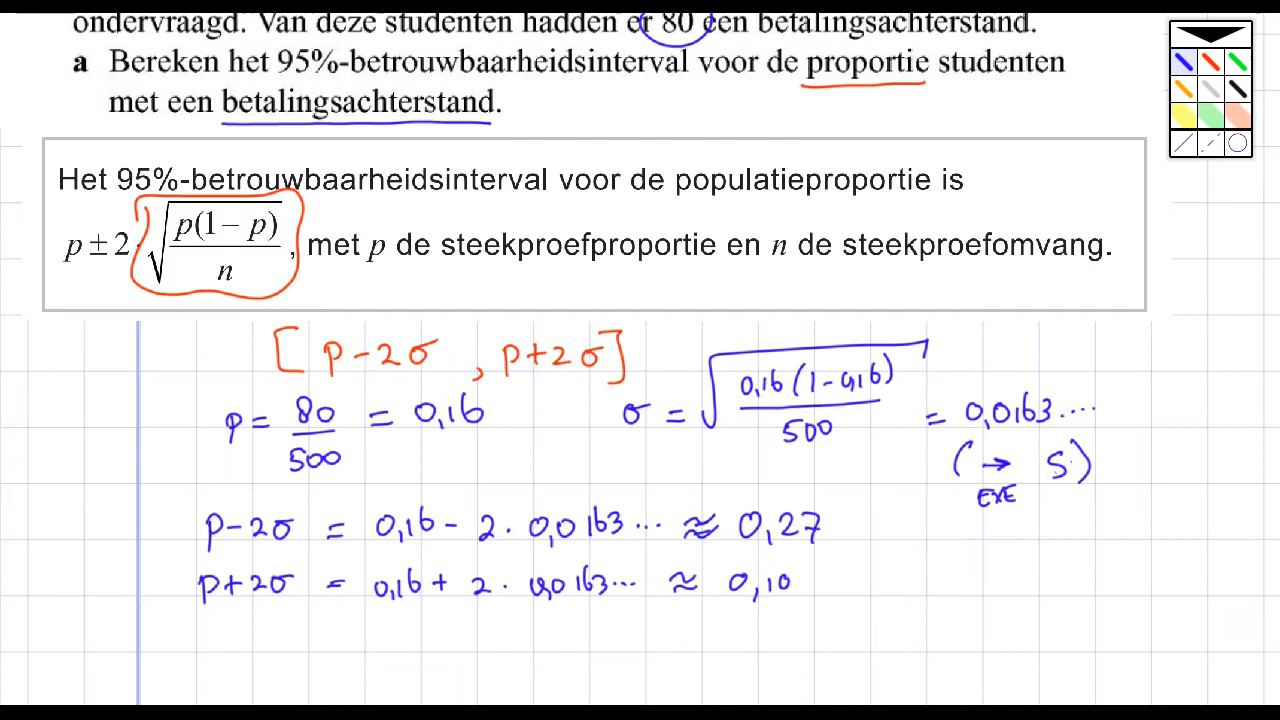 ondervraagd. Van deze studenten hadden er 80 een betalingsachterstand.
a Bereken het 95%-betrouwbaarheidsinterval voor de proportie studenten
met een betalingsachterstand.
Het 95%-betrouwbaarheidsinterval voor de populatieproportie is
p ± 2 · √(p(1 − p)/n), met p de steekproefproportie en n de steekproefomvang.
[p−2σ , p+2σ]
p = 80/500 = 0,16 σ = √(0,16(1−0,16)/500) = 0,0163....
(→ S)
EXE
p−2σ = 0,16 − 2 · 0,0163... ≈ 0,27
p+2σ = 0,16 + 2 · 0,0163... ≈ 0,10